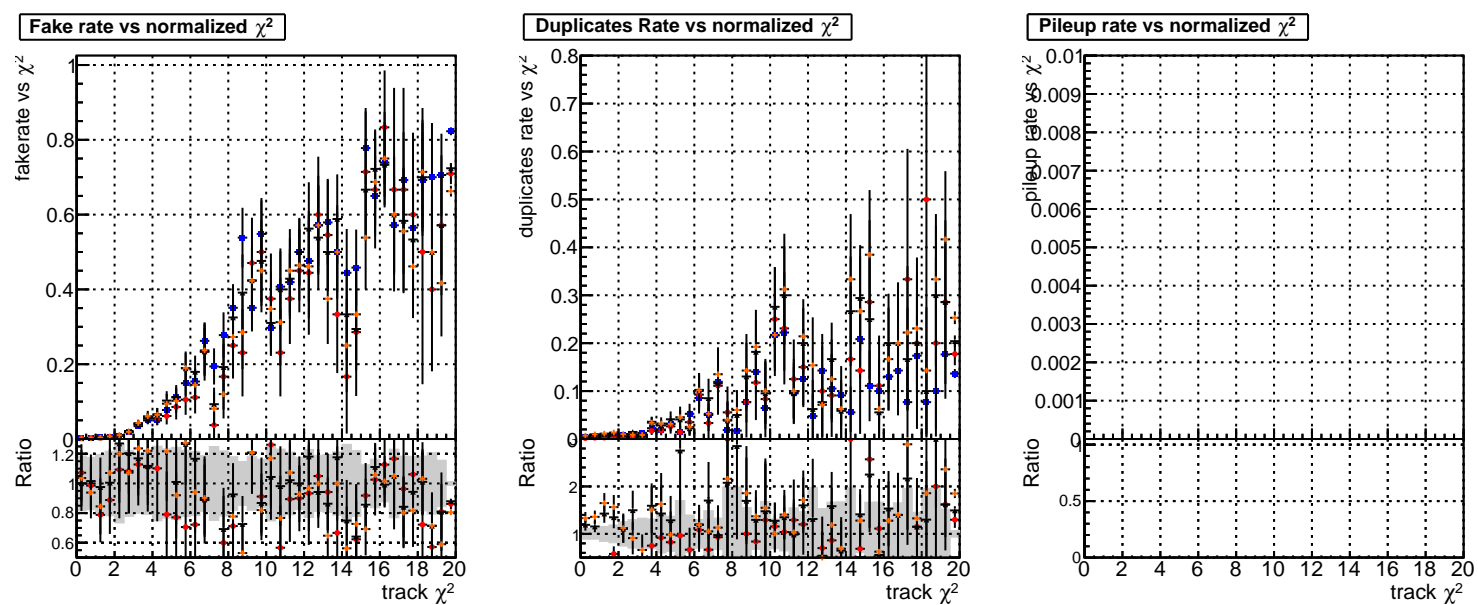 Fake rate vs normalized χ²
fakerate vs χ²
1
0.8
0.6
0.4
0.2
0
Ratio
1.2
1
0.8
0.6
0 2 4 6 8 10 12 14 16 18 20
track χ²
Duplicates Rate vs normalized χ²
duplicates rate vs χ²
0.8
0.7
0.6
0.5
0.4
0.3
0.2
0.1
0
Ratio
2
1
0 2 4 6 8 10 12 14 16 18 20
track χ²
Pileup rate vs normalized χ²
pileup rate vs χ²
0.01
0.009
0.008
0.007
0.006
0.005
0.004
0.003
0.002
0.001
0
Ratio
1
0.5
0
0 2 4 6 8 10 12 14 16 18 20
track χ²